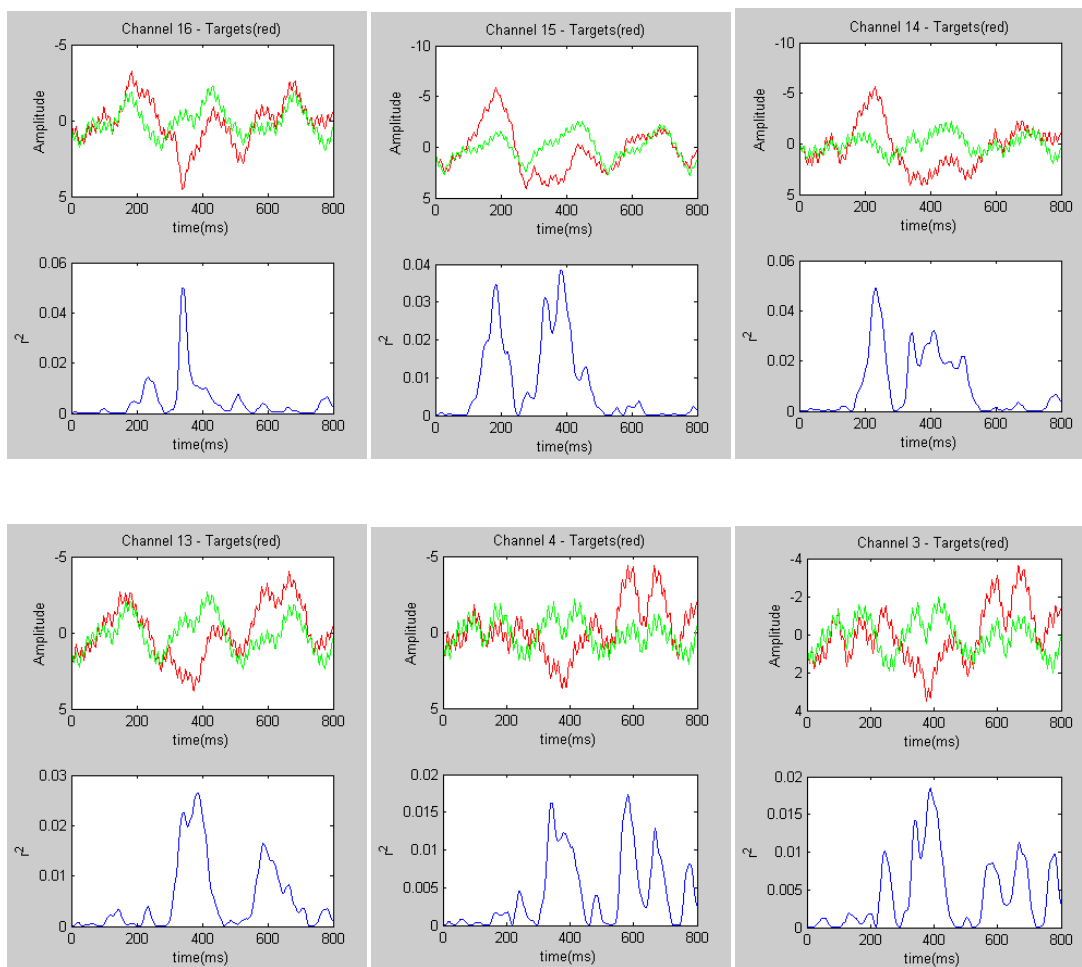 Channel 16 - Targets(red)
-5
0
5
Amplitude
0 200 400 600 800
time(ms)
0.06
0.04
0.02
0
r²
0 200 400 600 800
time(ms)
Channel 15 - Targets(red)
-10
-5
0
5
Amplitude
0 200 400 600 800
time(ms)
0.04
0.03
0.02
0.01
0
r²
0 200 400 600 800
time(ms)
Channel 14 - Targets(red)
-10
-5
0
5
Amplitude
0 200 400 600 800
time(ms)
0.06
0.04
0.02
0
r²
0 200 400 600 800
time(ms)
Channel 13 - Targets(red)
-5
0
5
Amplitude
0 200 400 600 800
time(ms)
0.03
0.02
0.01
0
r²
0 200 400 600 800
time(ms)
Channel 4 - Targets(red)
-5
0
5
Amplitude
0 200 400 600 800
time(ms)
0.02
0.015
0.01
0.005
0
r²
0 200 400 600 800
time(ms)
Channel 3 - Targets(red)
-4
-2
0
2
4
Amplitude
0 200 400 600 800
time(ms)
0.02
0.015
0.01
0.005
0
r²
0 200 400 600 800
time(ms)